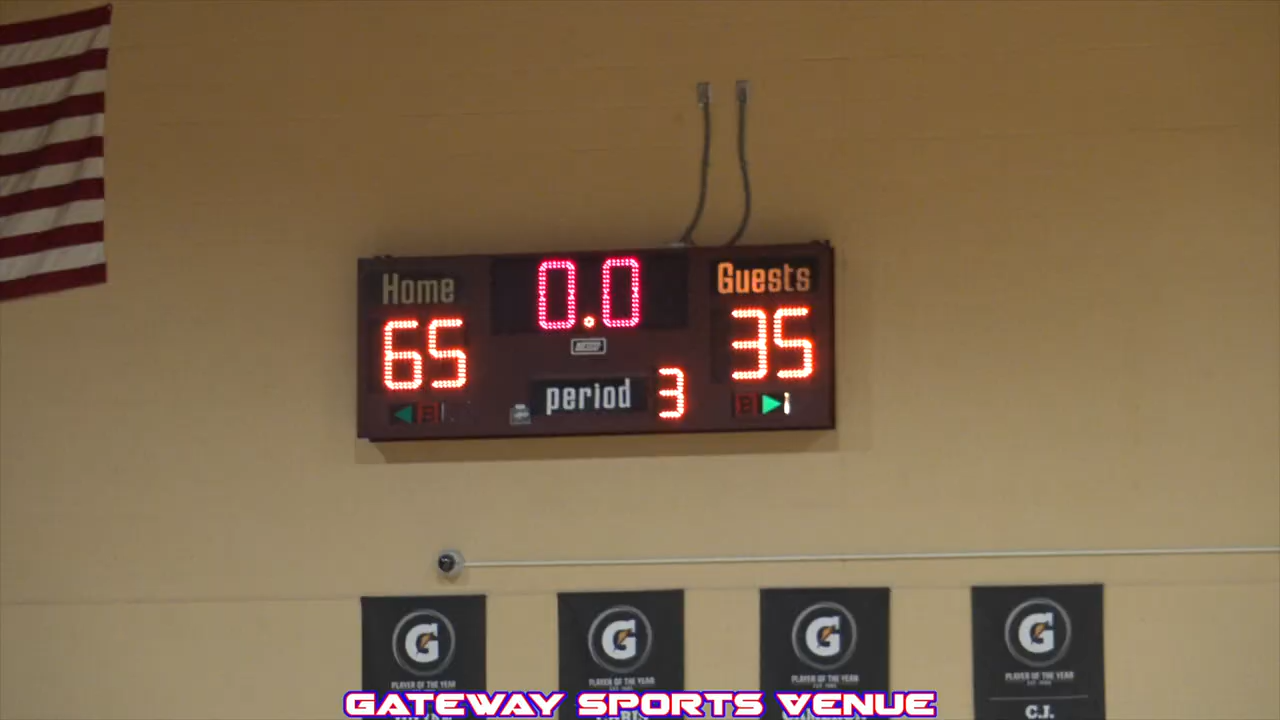 Home
0.0
Guests
65
35
period 3
G
G
G
G
PLAYER OF THE YEAR
PLAYER OF THE YEAR
PLAYER OF THE YEAR
PLAYER OF THE YEAR
C.J.
GATEWAY SPORTS VENUE